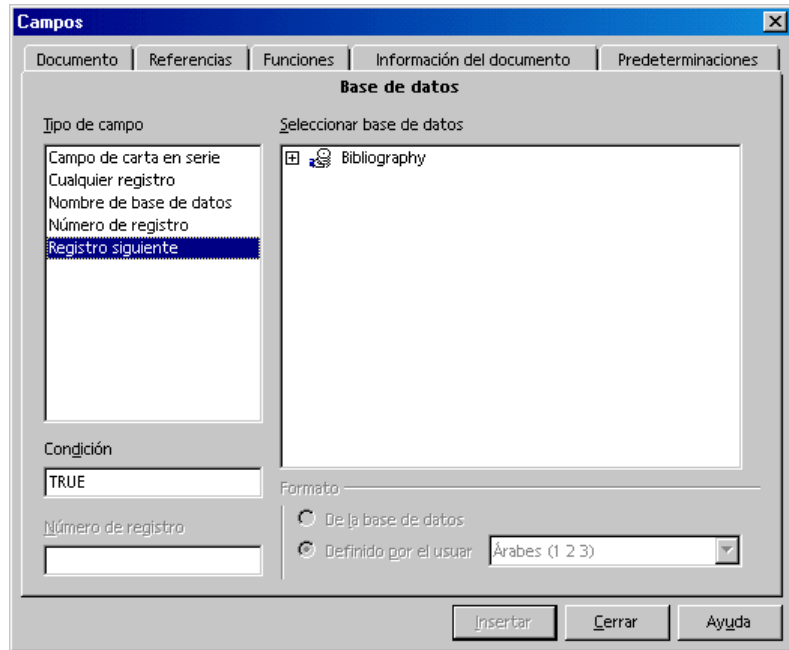 Campos
Documento Referencias Funciones Información del documento Predeterminaciones
Base de datos
Tipo de campo
Campo de carta en serie
Cualquier registro
Nombre de base de datos
Número de registro
Registro siguiente
Seleccionar base de datos
Bibliography
Condición
TRUE
Número de registro
Formato
De la base de datos
Definido por el usuar Árabes (1 2 3)
Insertar Cerrar Ayuda